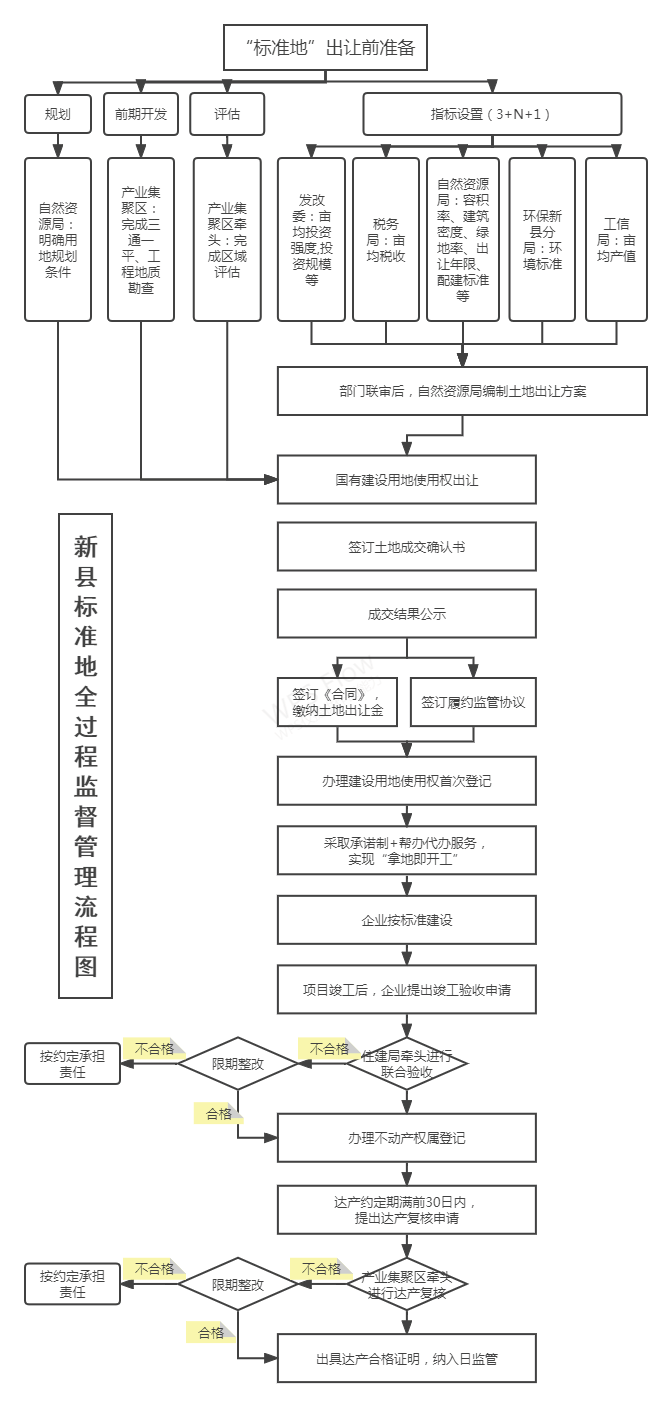 “标准地”出让前准备
规划
前期开发
评估
指标设置（3+N+1）
自然资
源局：
明确用
地规划
条件
产业集
聚区：
完成三
通一
平、工
程地质
勘查
产业集
聚区牵
头：完
成区域
评估
发改
委：亩
均投资
强度,投
资规模
等
税务
局：亩
均税收
自然资源
局：容积
率、建筑
密度、绿
地率、出
让年限、
配建标准
等
环保新
县分
局：环
境标准
工信
局：亩
均产值
部门联审后，自然资源局编制土地出让方案
国有建设用地使用权出让
签订土地成交确认书
成交结果公示
签订《合同》，
缴纳土地出让金
签订履约监管协议
办理建设用地使用权首次登记
采取承诺制+帮办代办服务，
实现“拿地即开工”
企业按标准建设
项目竣工后，企业提出竣工验收申请
新县标准地全过程监督管理流程图
住建局牵头进行
联合验收
不合格
限期整改
不合格
按约定承担
责任
合格
办理不动产权属登记
达产约定期满前30日内，
提出达产复核申请
产业集聚区牵头
进行达产复核
不合格
限期整改
不合格
按约定承担
责任
合格
出具达产合格证明，纳入日监管